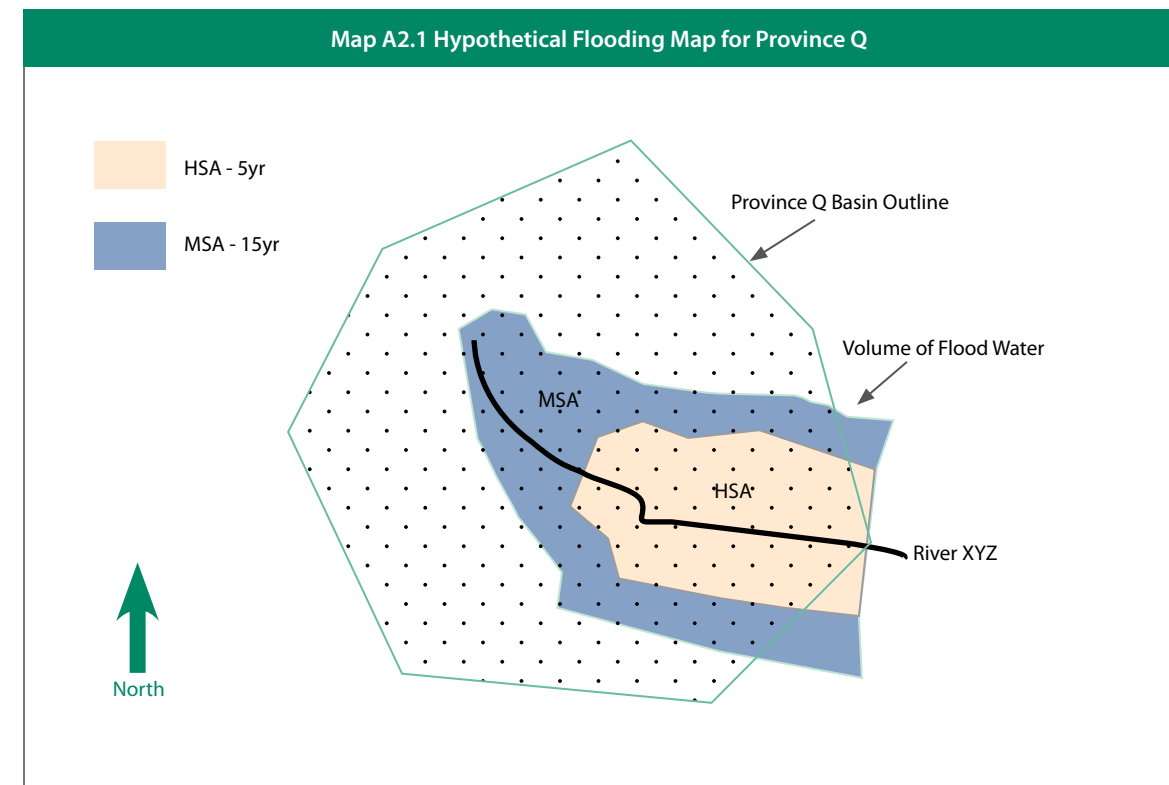 Map A2.1 Hypothetical Flooding Map for Province Q
HSA - 5yr
MSA - 15yr
Province Q Basin Outline
Volume of Flood Water
MSA
HSA
River XYZ
North